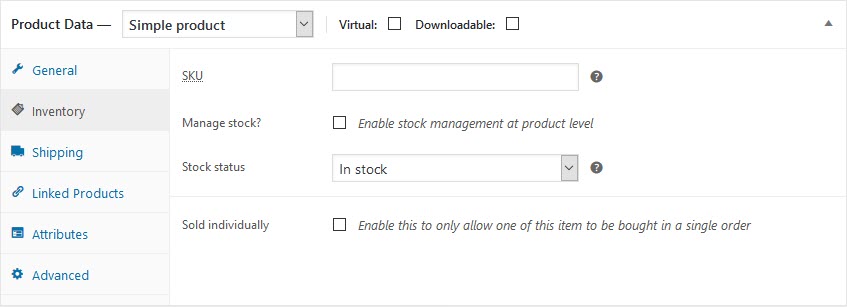 Product Data — Simple product Virtual: Downloadable:
General
Inventory
Shipping
Linked Products
Attributes
Advanced
SKU
Manage stock? Enable stock management at product level
Stock status In stock
Sold individually Enable this to only allow one of this item to be bought in a single order